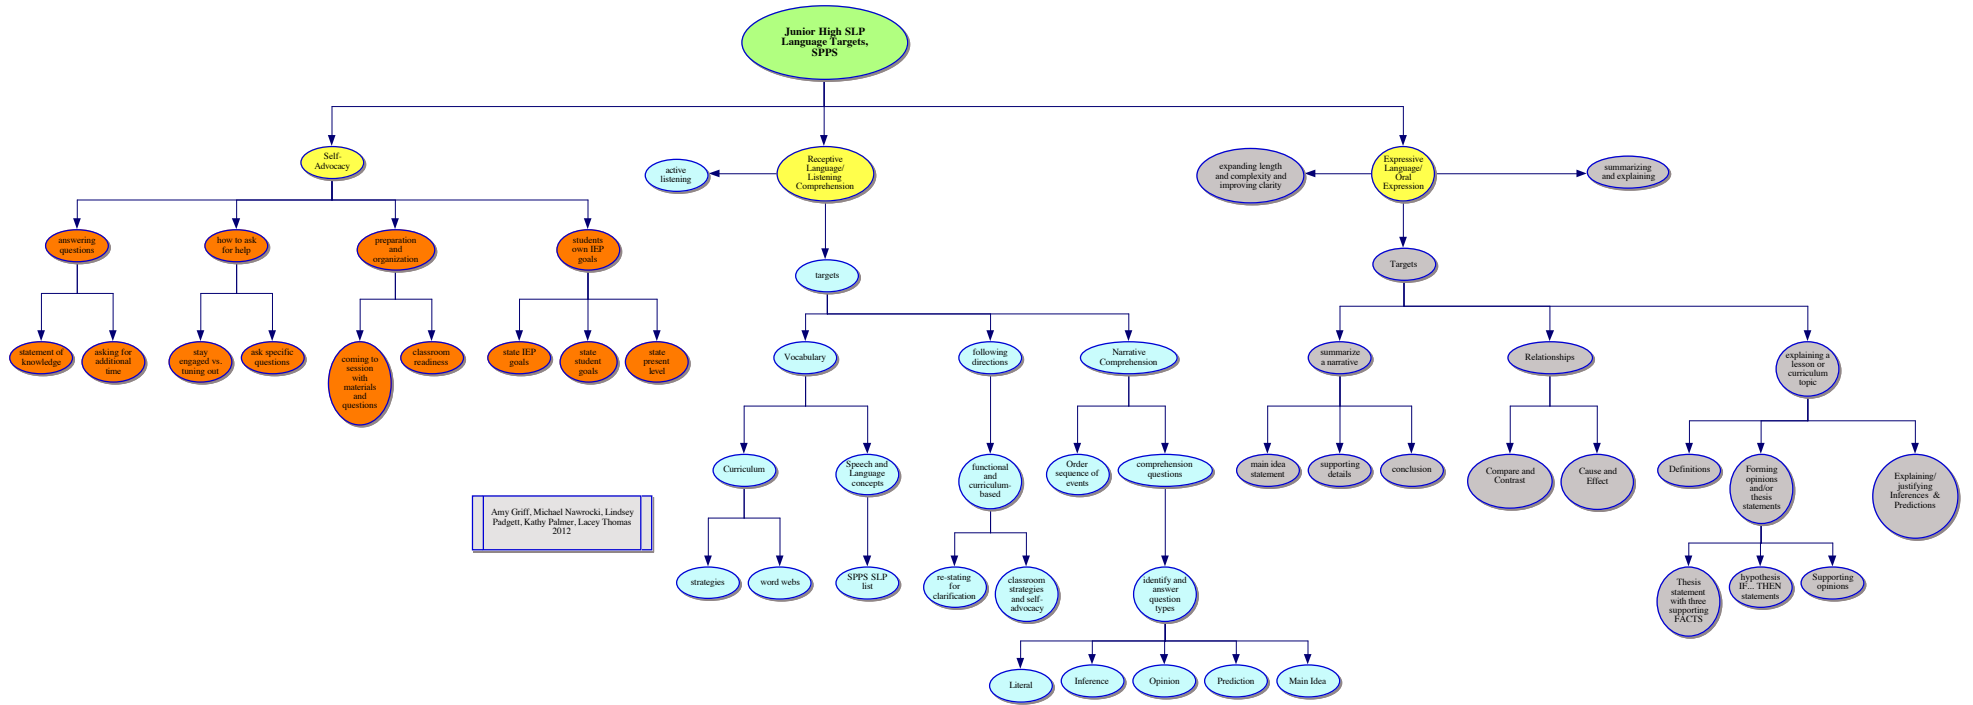 Junior High SLP
Language Targets,
SPPS
Self-
Advocacy
active
listening
Receptive
Language/
Listening
Comprehension
expanding length
and complexity and
improving clarity
Expressive
Language/
Oral
Expression
summarizing
and explaining
answering
questions
how to ask
for help
preparation
and
organization
students
own IEP
goals
targets
Targets
statement of
knowledge
asking for
additional
time
stay
engaged vs.
tuning out
ask specific
questions
coming to
session
with
materials
and
questions
classroom
readiness
state IEP
goals
state
student
goals
state
present
level
Vocabulary
following
directions
Narrative
Comprehension
summarize
a narrative
Relationships
explaining a
lesson or
curriculum
topic
Curriculum
Speech and
Language
concepts
functional
and
curriculum-
based
Order
sequence of
events
comprehension
questions
main idea
statement
supporting
details
conclusion
Compare and
Contrast
Cause and
Effect
Definitions
Forming
opinions
and/or
thesis
statements
Explaining/
justifying
Inferences &
Predictions
Amy Griff, Michael Nawrocki, Lindsey
Padgett, Kathy Palmer, Lacey Thomas
2012
strategies
word webs
SPPS SLP
list
re-stating
for
clarification
classroom
strategies
and self-
advocacy
identify and
answer
question
types
Thesis
statement
with three
supporting
FACTS
hypothesis
IF... THEN
statements
Supporting
opinions
Literal
Inference
Opinion
Prediction
Main Idea